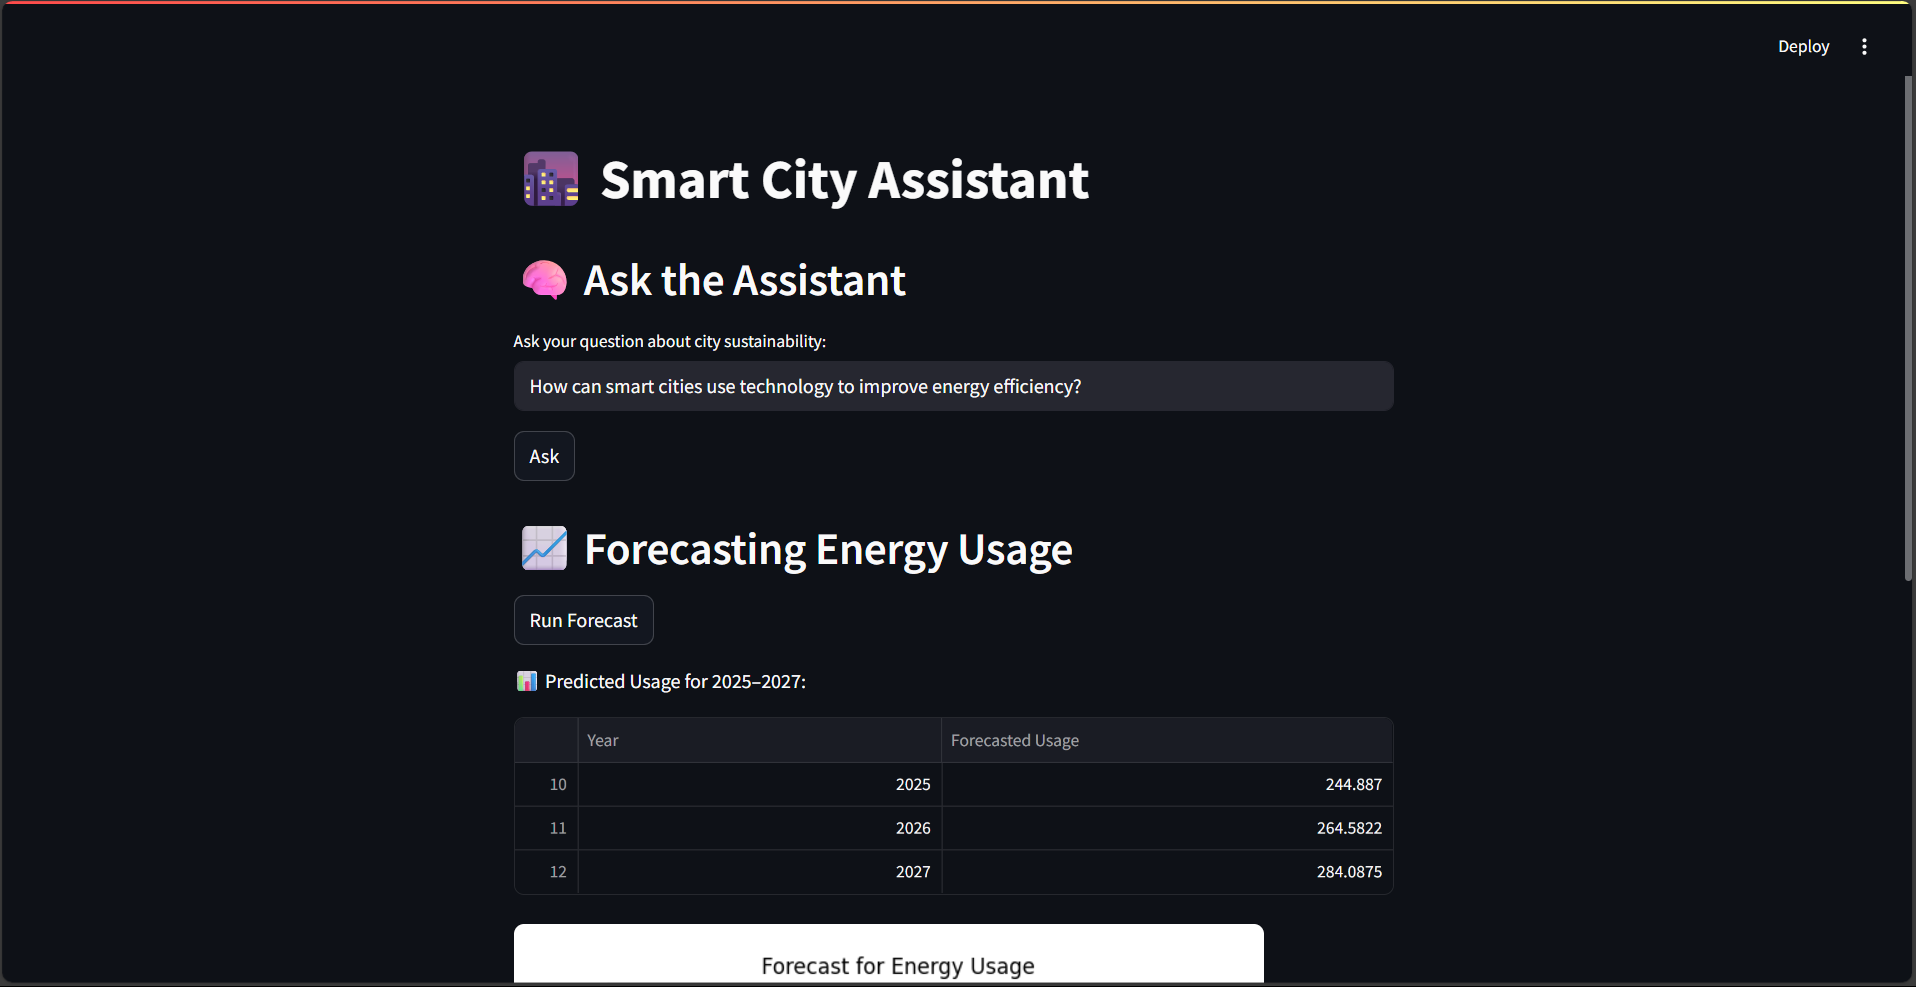 Deploy
Smart City Assistant
Ask the Assistant
Ask your question about city sustainability:
How can smart cities use technology to improve energy efficiency?
Ask
Forecasting Energy Usage
Run Forecast
Predicted Usage for 2025–2027:
Year Forecasted Usage
10 2025 244.887
11 2026 264.5822
12 2027 284.0875
Forecast for Energy Usage